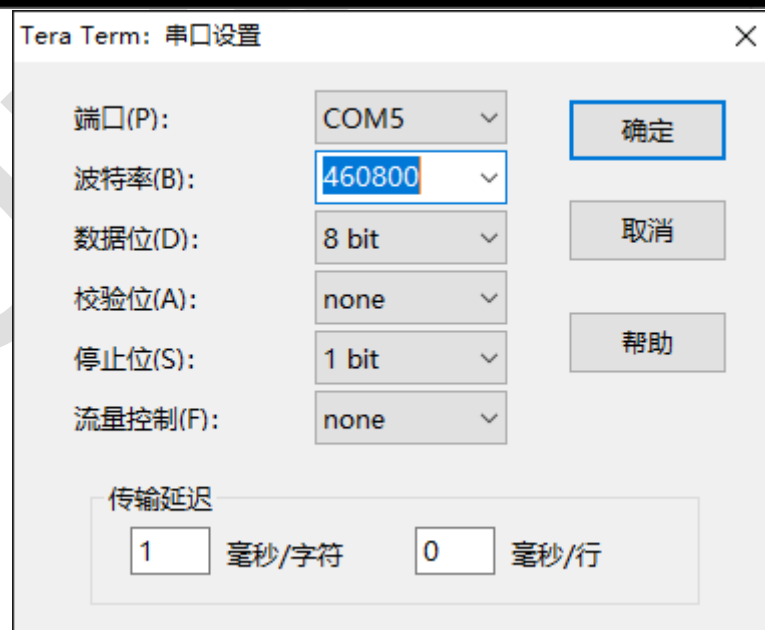 Tera Term: 串口设置
端口(P): COM5 确定
波特率(B): 460800
数据位(D): 8 bit 取消
校验位(A): none
停止位(S): 1 bit 帮助
流量控制(F): none
传输延迟
1 毫秒/字符 0 毫秒/行